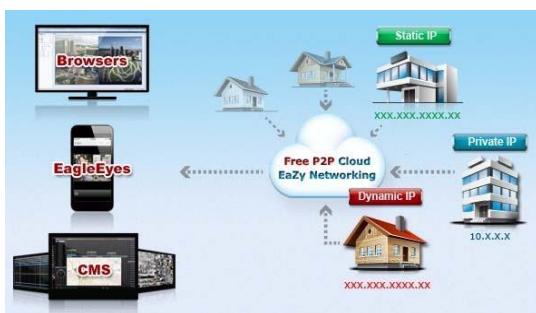 Browsers
Static IP
xxx.xxx.xxxx.xx
Free P2P Cloud
EaZy Networking
Private IP
10.x.x.x
EagleEyes
Dynamic IP
xxx.xxx.xxxx.xx
CMS